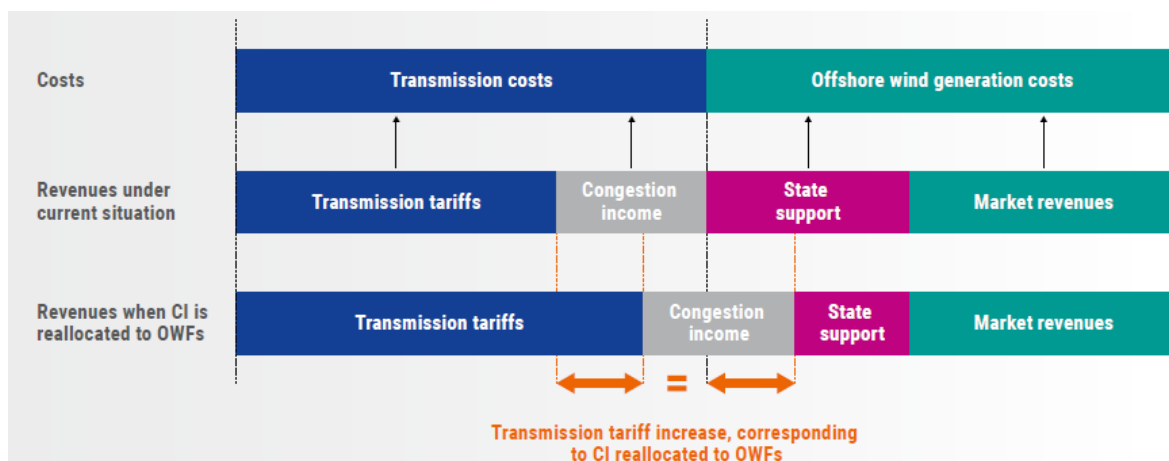 Costs
Transmission costs
Offshore wind generation costs
Revenues under
current situation
Transmission tariffs
Congestion
income
State
support
Market revenues
Revenues when CI is
reallocated to OWFs
Transmission tariffs
Congestion
income
State
support
Market revenues
=
Transmission tariff increase, corresponding
to CI reallocated to OWFs